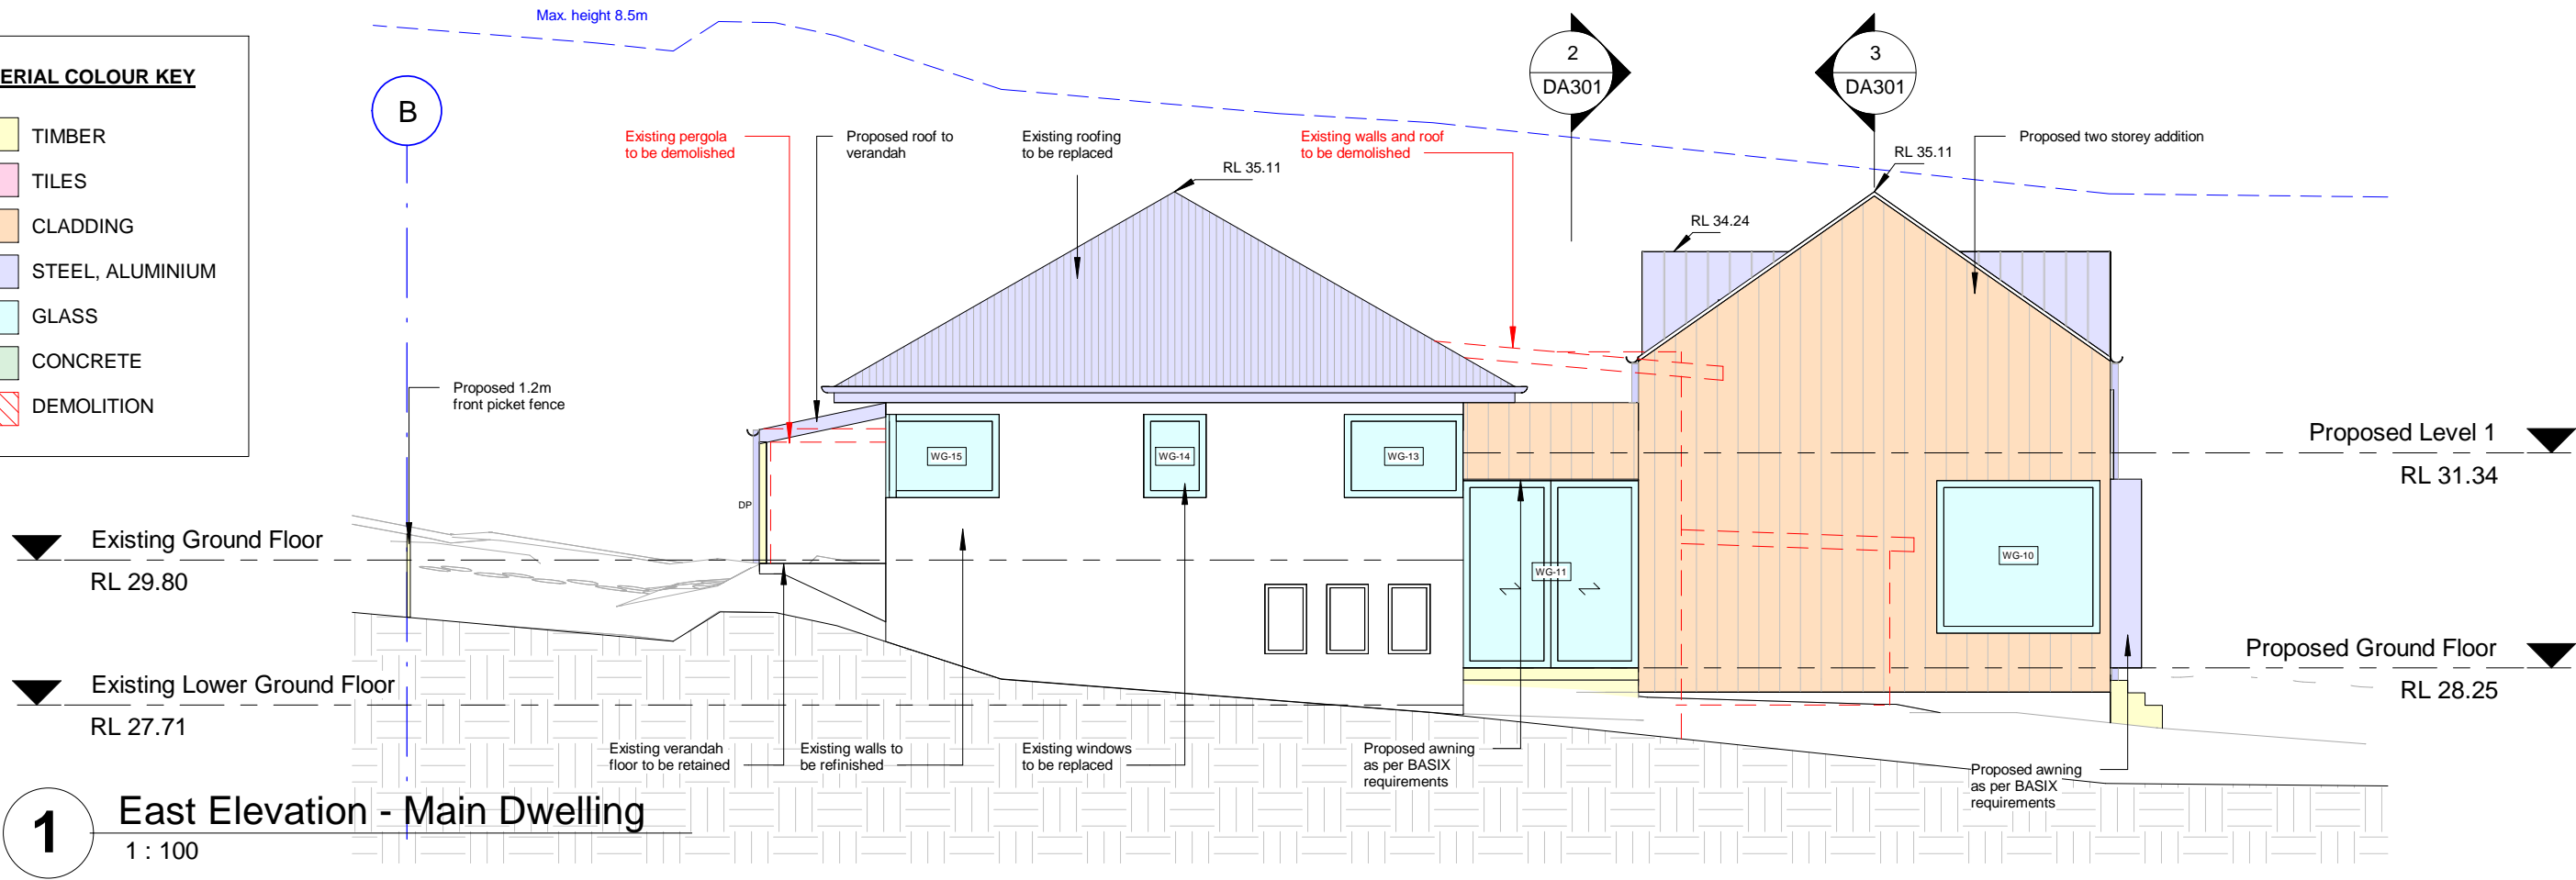 Max. height 8.5m
ERIAL COLOUR KEY
TIMBER
TILES
CLADDING
STEEL, ALUMINIUM
GLASS
CONCRETE
DEMOLITION
B
2
DA301
3
DA301
Existing pergola
to be demolished
Proposed roof to
verandah
Existing roofing
to be replaced
Existing walls and roof
to be demolished
Proposed two storey addition
RL 35.11
RL 35.11
RL 34.24
Proposed 1.2m
front picket fence
WG-15
WG-14
WG-13
DP
WG-11
WG-10
Proposed Level 1
RL 31.34
Existing Ground Floor
RL 29.80
Proposed Ground Floor
RL 28.25
Existing Lower Ground Floor
RL 27.71
Existing verandah
floor to be retained
Existing walls to
be refinished
Existing windows
to be replaced
Proposed awning
as per BASIX
requirements
Proposed awning
as per BASIX
requirements
1
East Elevation - Main Dwelling
1 : 100